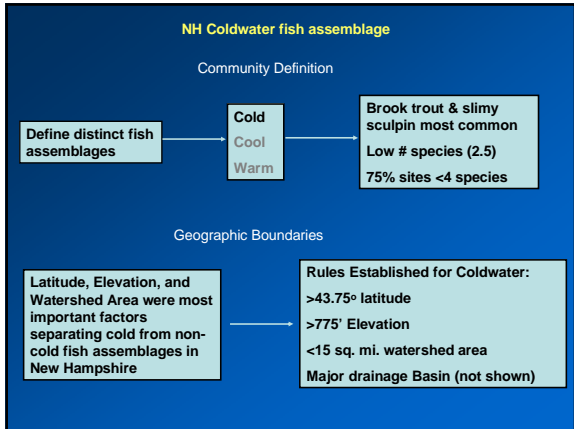 NH Coldwater fish assemblage
Community Definition
Define distinct fish
assemblages
Cold
Cool
Warm
Brook trout & slimy
sculpin most common
Low # species (2.5)
75% sites <4 species
Geographic Boundaries
Latitude, Elevation, and
Watershed Area were most
important factors
separating cold from non-
cold fish assemblages in
New Hampshire
Rules Established for Coldwater:
>43.75º latitude
>775’ Elevation
<15 sq. mi. watershed area
Major drainage Basin (not shown)